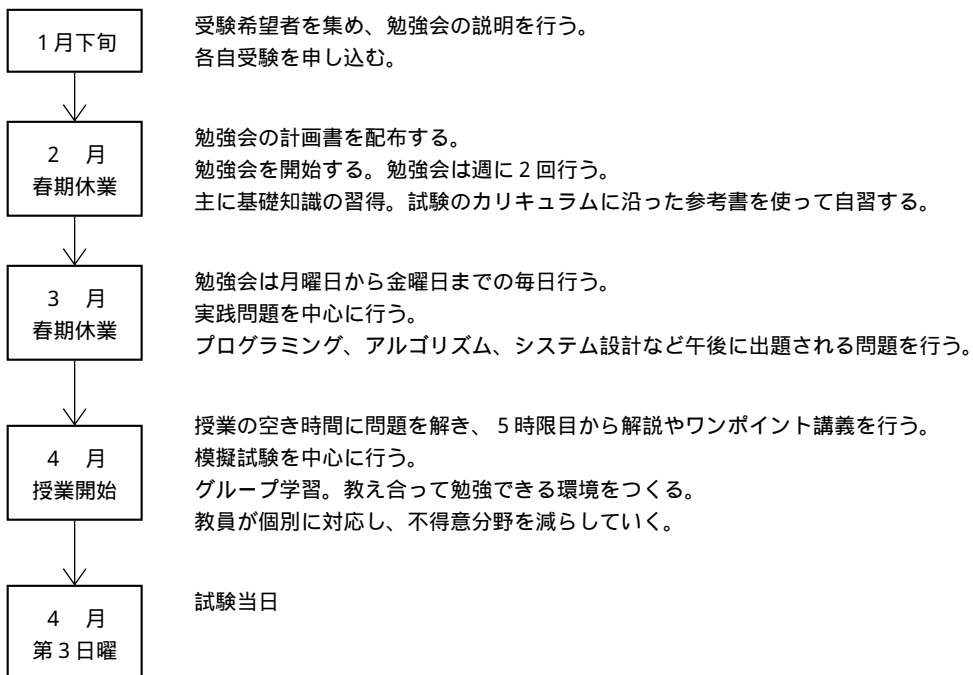 1月下旬
受験希望者を集め、勉強会の説明を行う。
各自受験を申し込む。
2　月
春期休業
勉強会の計画書を配布する。
勉強会を開始する。勉強会は週に2回行う。
主に基礎知識の習得。試験のカリキュラムに沿った参考書を使って自習する。
3　月
春期休業
勉強会は月曜日から金曜日までの毎日行う。
実践問題を中心に行う。
プログラミング、アルゴリズム、システム設計など午後に出題される問題を行う。
4　月
授業開始
授業の空き時間に問題を解き、5時限目から解説やワンポイント講義を行う。
模擬試験を中心に行う。
グループ学習。教え合って勉強できる環境をつくる。
教員が個別に対応し、不得意分野を減らしていく。
4　月
第3日曜
試験当日